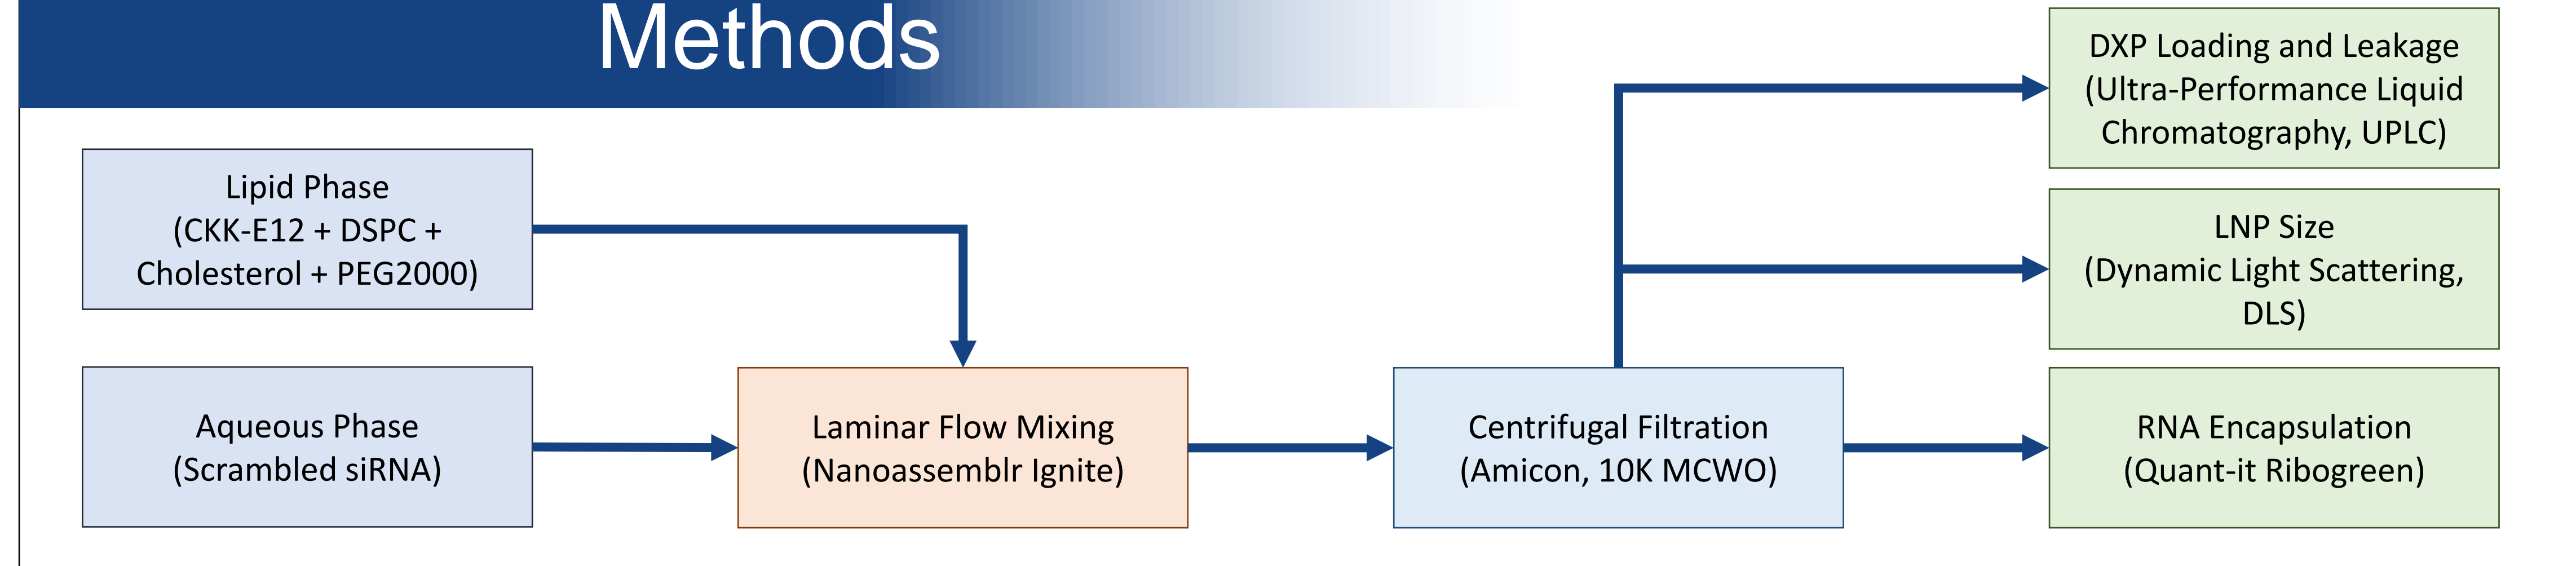 Methods
Lipid Phase
(CKK-E12 + DSPC +
Cholesterol + PEG2000)
Aqueous Phase
(Scrambled siRNA)
Laminar Flow Mixing
(Nanoassemblr Ignite)
Centrifugal Filtration
(Amicon, 10K MCWO)
DXP Loading and Leakage
(Ultra-Performance Liquid
Chromatography, UPLC)
LNP Size
(Dynamic Light Scattering,
DLS)
RNA Encapsulation
(Quant-it Ribogreen)